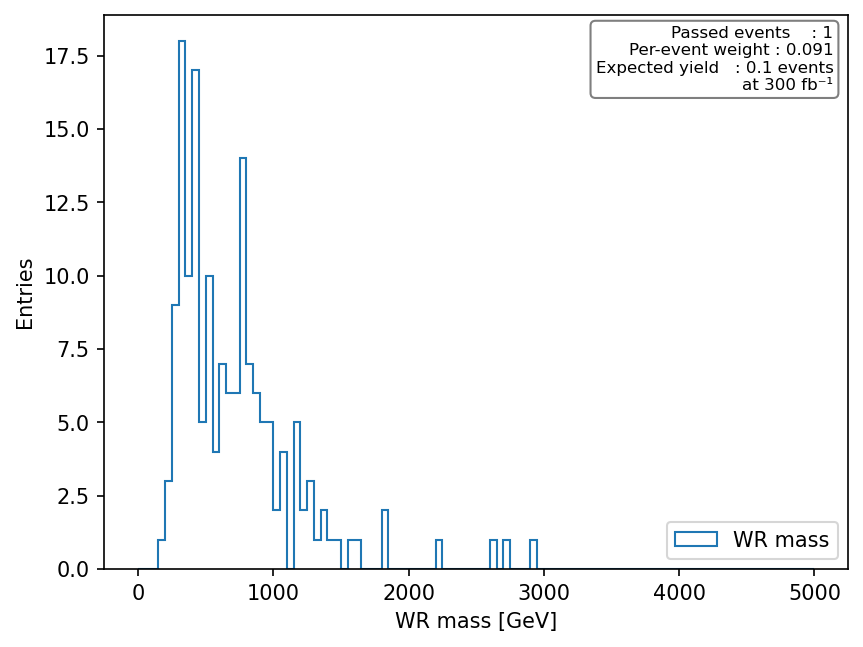 Passed events : 1
Per-event weight : 0.091
Expected yield : 0.1 events
at 300 fb⁻¹
17.5
15.0
12.5
10.0
7.5
5.0
2.5
0.0
Entries
WR mass
0 1000 2000 3000 4000 5000
WR mass [GeV]